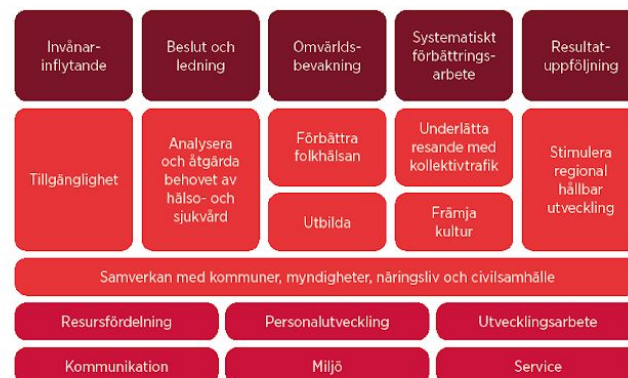 Invånar-
inflytande
Beslut och
ledning
Omvärlds-
bevakning
Systematiskt
förbättrings-
arbete
Resultat-
uppföljning
Tillgänglighet
Analysera
och åtgärda
behovet av
hälso- och
sjukvård
Förbättra
folkhälsan
Utbilda
Underlätta
resande med
kollektivtrafik
Främja
kultur
Stimulera
regional
hållbar
utveckling
Samverkan med kommuner, myndigheter, näringsliv och civilsamhälle
Resursfördelning
Personalutveckling
Utvecklingsarbete
Kommunikation
Miljö
Service